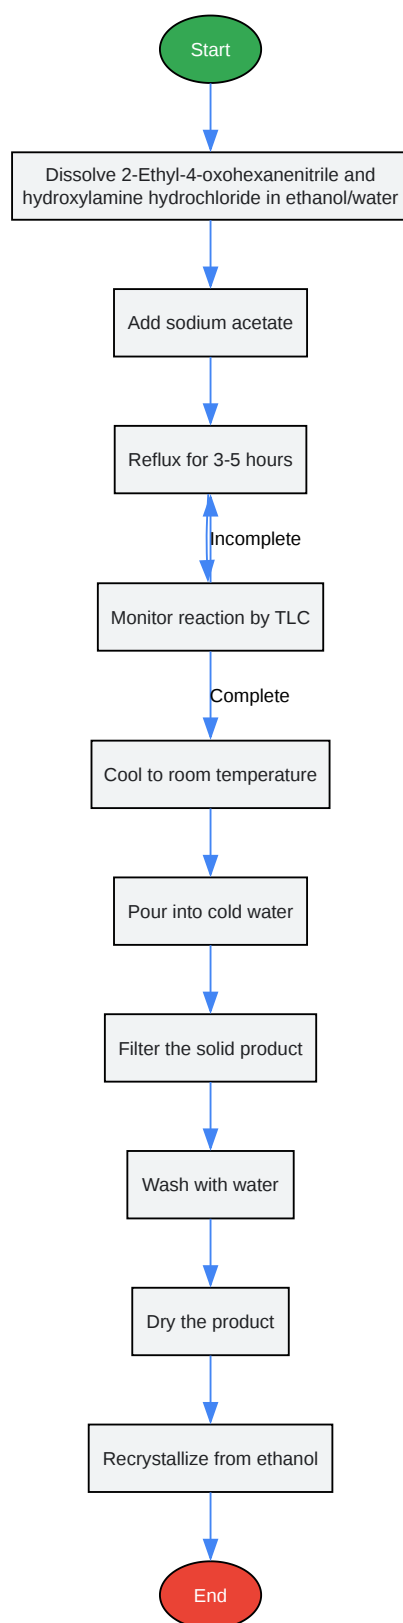 Start
Dissolve 2-Ethyl-4-oxohexanenitrile and
hydroxylamine hydrochloride in ethanol/water
Add sodium acetate
Reflux for 3-5 hours
Incomplete
Monitor reaction by TLC
Complete
Cool to room temperature
Pour into cold water
Filter the solid product
Wash with water
Dry the product
Recrystallize from ethanol
End